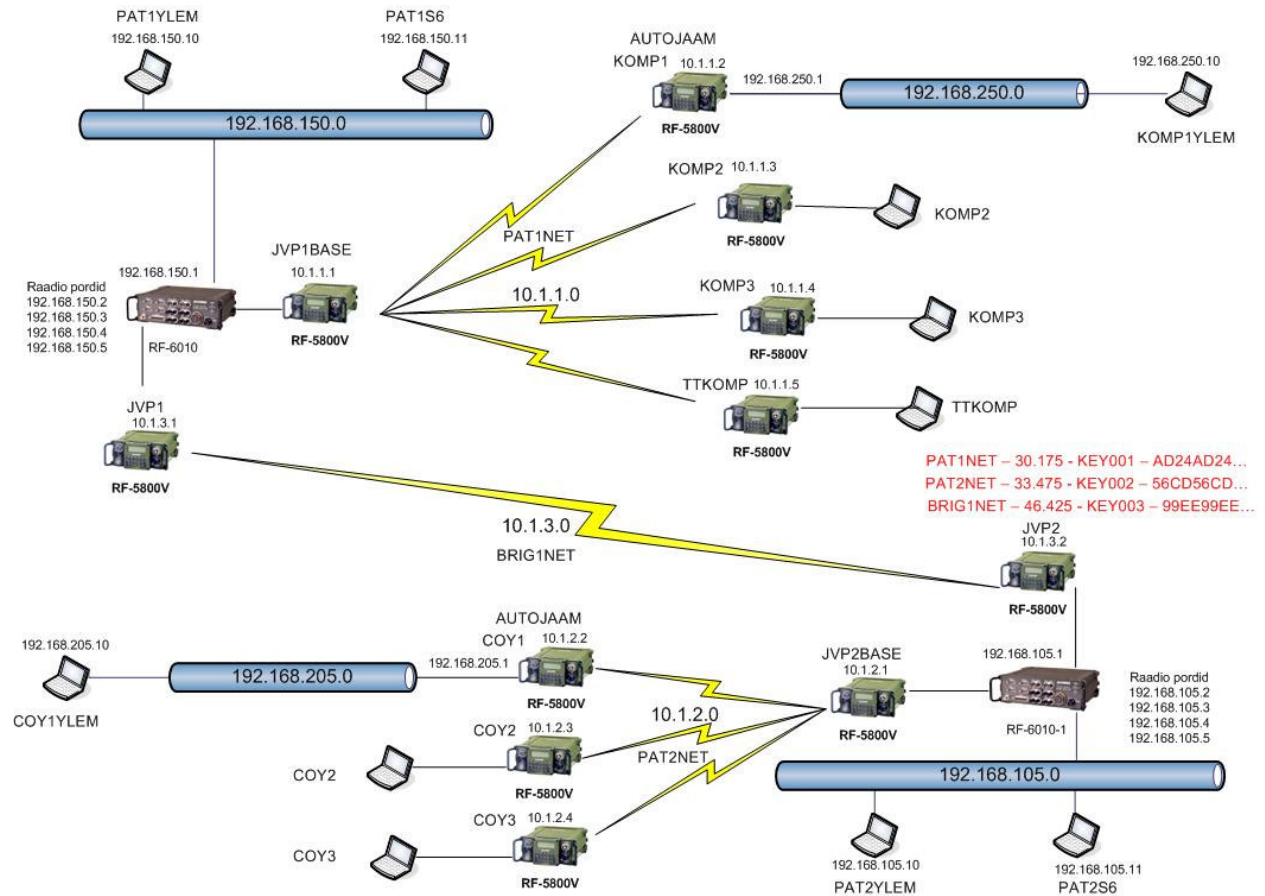 PAT1YLEM
192.168.150.10
PAT1S6
192.168.150.11
192.168.150.0
AUTOJAAM
KOMP1 10.1.1.2
RF-5800V
192.168.250.1
192.168.250.0
192.168.250.10
KOMP1YLEM
KOMP2 10.1.1.3
RF-5800V
KOMP2
PAT1NET
10.1.1.0
KOMP3 10.1.1.4
RF-5800V
KOMP3
TTKOMP 10.1.1.5
RF-5800V
TTKOMP
JVP1BASE
10.1.1.1
RF-5800V
192.168.150.1
RF-6010
Raadio pordid
192.168.150.2
192.168.150.3
192.168.150.4
192.168.150.5
JVP1
10.1.3.1
RF-5800V
PAT1NET – 30.175 - KEY001 – AD24AD24…
PAT2NET – 33.475 - KEY002 – 56CD56CD…
BRIG1NET – 46.425 - KEY003 – 99EE99EE…
10.1.3.0
BRIG1NET
JVP2
10.1.3.2
RF-5800V
192.168.205.10
COY1YLEM
192.168.205.0
192.168.205.1
AUTOJAAM
COY1 10.1.2.2
RF-5800V
COY2 10.1.2.3
RF-5800V
COY2
COY3 10.1.2.4
RF-5800V
COY3
10.1.2.0
PAT2NET
JVP2BASE
10.1.2.1
RF-5800V
192.168.105.1
RF-6010-1
Raadio pordid
192.168.105.2
192.168.105.3
192.168.105.4
192.168.105.5
192.168.105.0
192.168.105.10
PAT2YLEM
192.168.105.11
PAT2S6